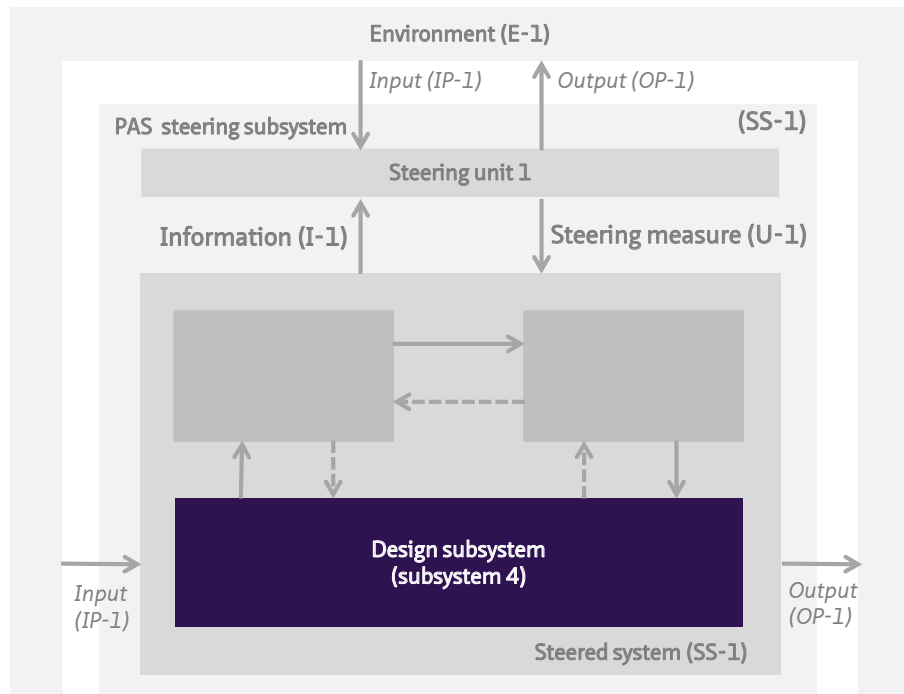 Environment (E-1)
Input (IP-1)
Output (OP-1)
PAS steering subsystem
(SS-1)
Steering unit 1
Information (I-1)
Steering measure (U-1)
Design subsystem
(subsystem 4)
Input
(IP-1)
Output
(OP-1)
Steered system (SS-1)